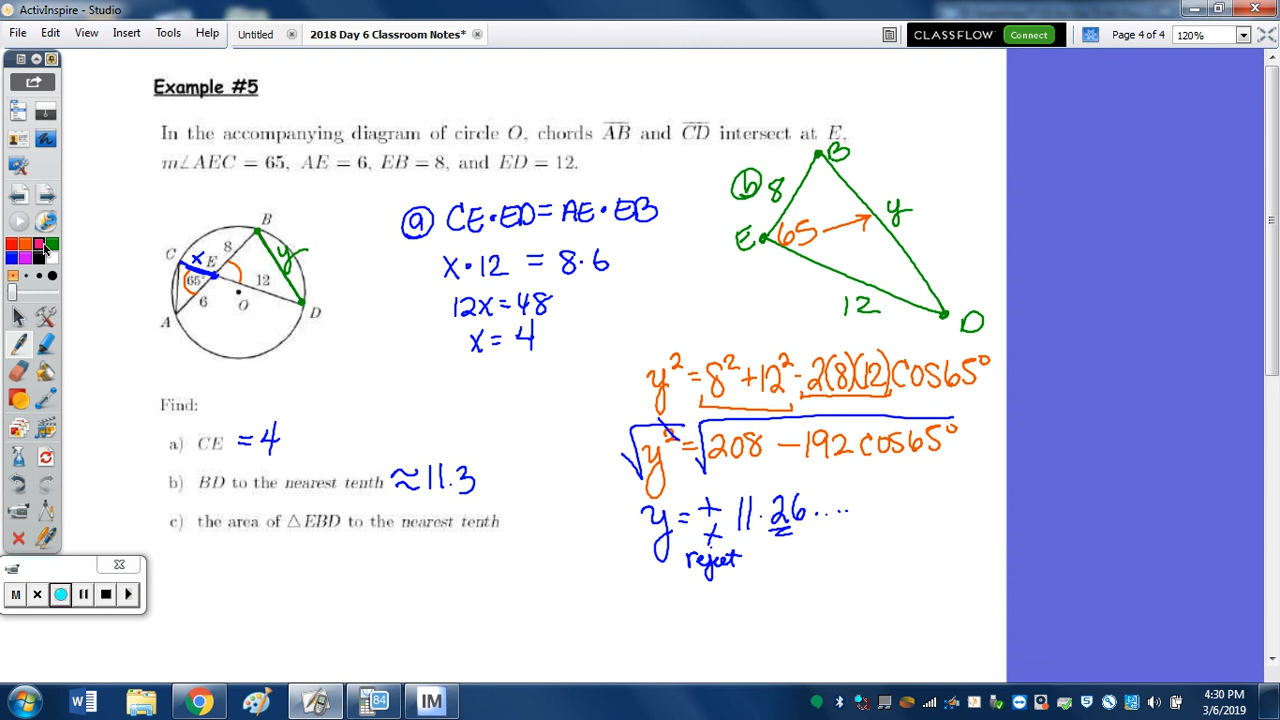 ActivInspire - Studio
File Edit View Insert Tools Help
Untitled
2018 Day 6 Classroom Notes*
CLASSFLOW Connect
Page 4 of 4
120%
Example #5
In the accompanying diagram of circle O, chords AB and CD intersect at E,
m∠AEC = 65, AE = 6, EB = 8, and ED = 12.
B
C
x
E
8
y
65°
12
6
O
A
D
ⓐ CE·ED = AE·EB
x·12 = 8·6
12x = 48
x = 4
ⓑ
8
B
y
E
65
12
D
y² = 8² + 12² - 2(8)(12) cos65°
√y² = √208 - 192 cos65°
y = ± 11.26....
reject
Find:
a) CE = 4
b) BD to the nearest tenth ≈ 11.3
c) the area of △EBD to the nearest tenth
M
W
84
IM
4:30 PM
3/6/2019